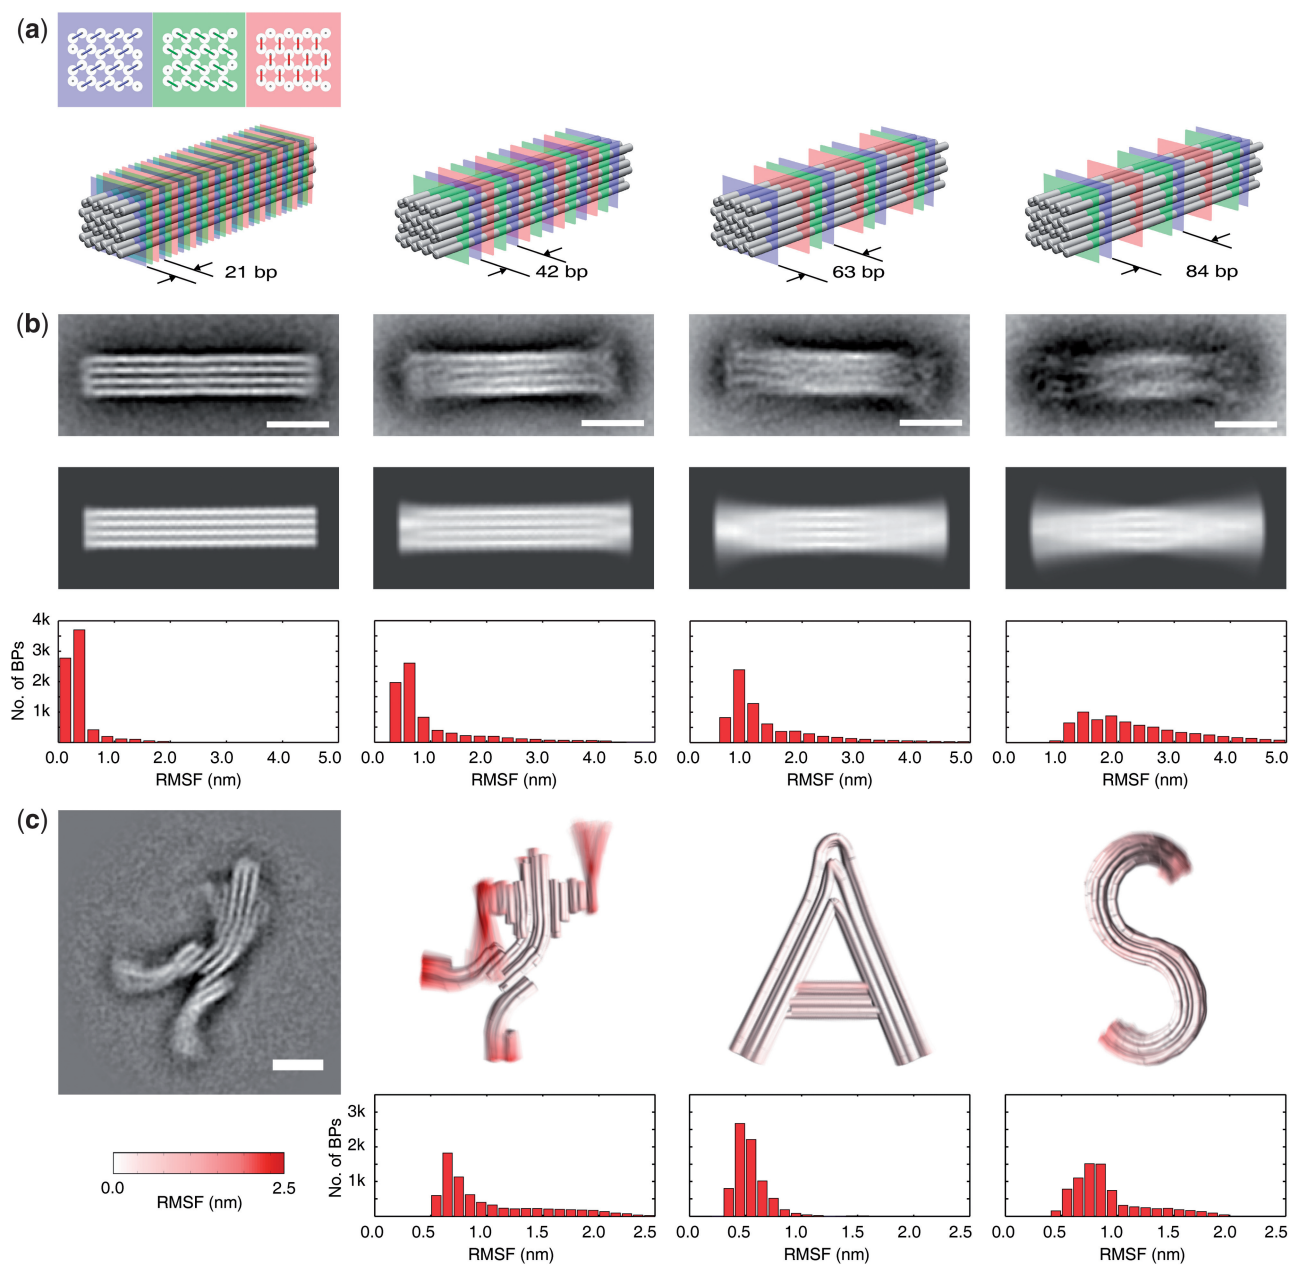 (a)
21 bp
42 bp
63 bp
84 bp
(b)
4k
3k
2k
1k
No. of BPs
0.0 1.0 2.0 3.0 4.0 5.0
RMSF (nm)
0.0 1.0 2.0 3.0 4.0 5.0
RMSF (nm)
0.0 1.0 2.0 3.0 4.0 5.0
RMSF (nm)
0.0 1.0 2.0 3.0 4.0 5.0
RMSF (nm)
(c)
0.0 2.5
RMSF (nm)
3k
2k
1k
No. of BPs
0.0 0.5 1.0 1.5 2.0 2.5
RMSF (nm)
0.0 0.5 1.0 1.5 2.0 2.5
RMSF (nm)
0.0 0.5 1.0 1.5 2.0 2.5
RMSF (nm)